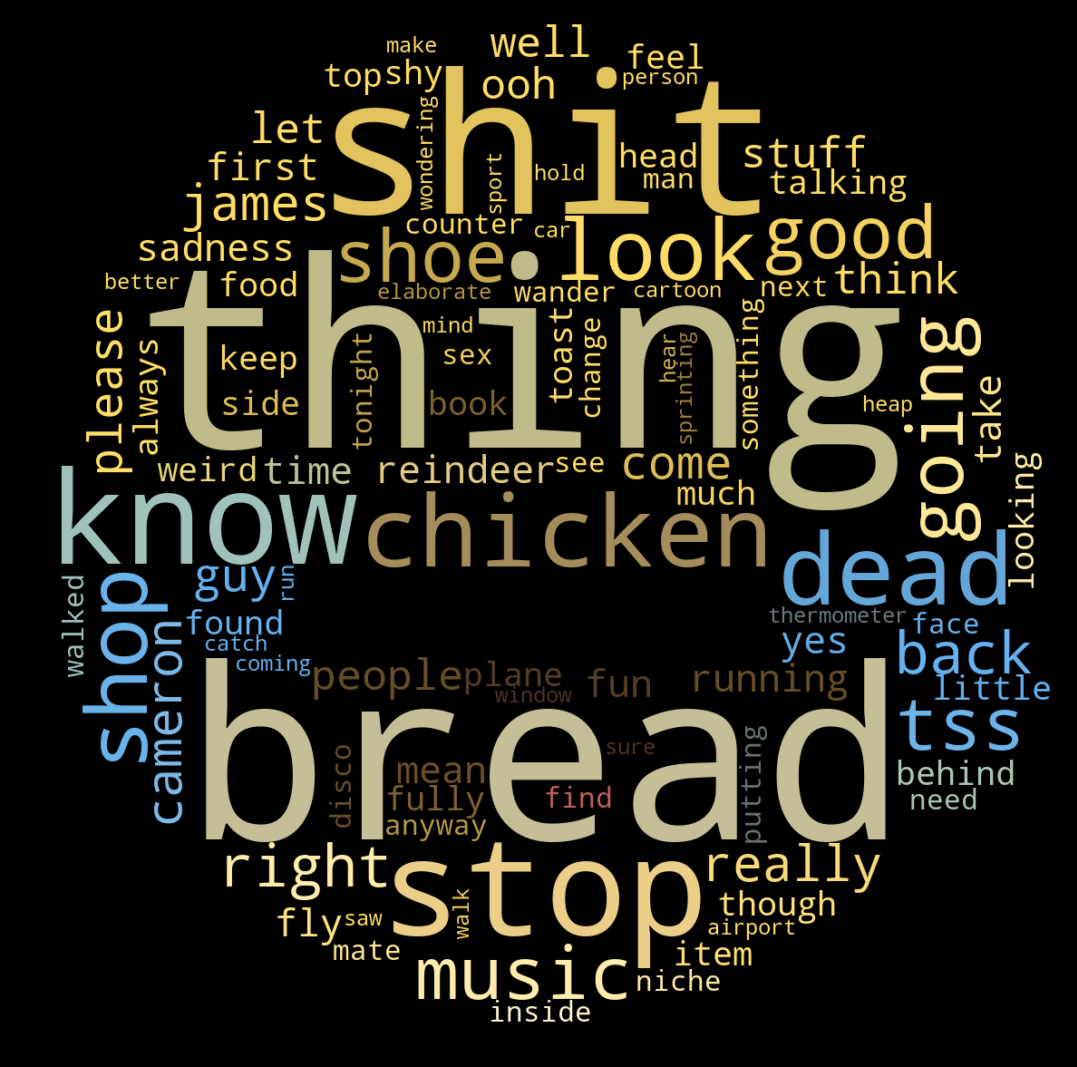 make
well
feel
top
shy
ooh
person
shit
let
wondering
sport
hold
head
stuff
first
man
talking
james
counter
car
good
sadness
shoe
look
better
food
elaborate
wander
cartoon
next
think
thing
please
always
keep
tonight
mind
sex
toast
change
hear
sprinting
something
going
take
side
book
heap
weird
time
reindeer
see
come
much
looking
know
chicken
dead
walked
shop
guy
run
found
thermometer
face
catch
yes
cameron
coming
people
plane
window
fun
running
back
little
bread
tss
disco
mean
sure
putting
behind
fully
find
need
anyway
right
stop
really
fly
saw
walk
though
airport
mate
item
music
niche
inside